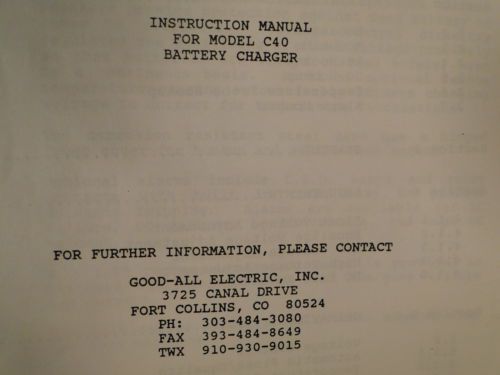 INSTRUCTION MANUAL
FOR MODEL C40
BATTERY CHARGER
FOR FURTHER INFORMATION, PLEASE CONTACT
GOOD-ALL ELECTRIC, INC.
3725 CANAL DRIVE
FORT COLLINS, CO 80524
PH: 303-484-3080
FAX 393-484-8649
TWX 910-930-9015